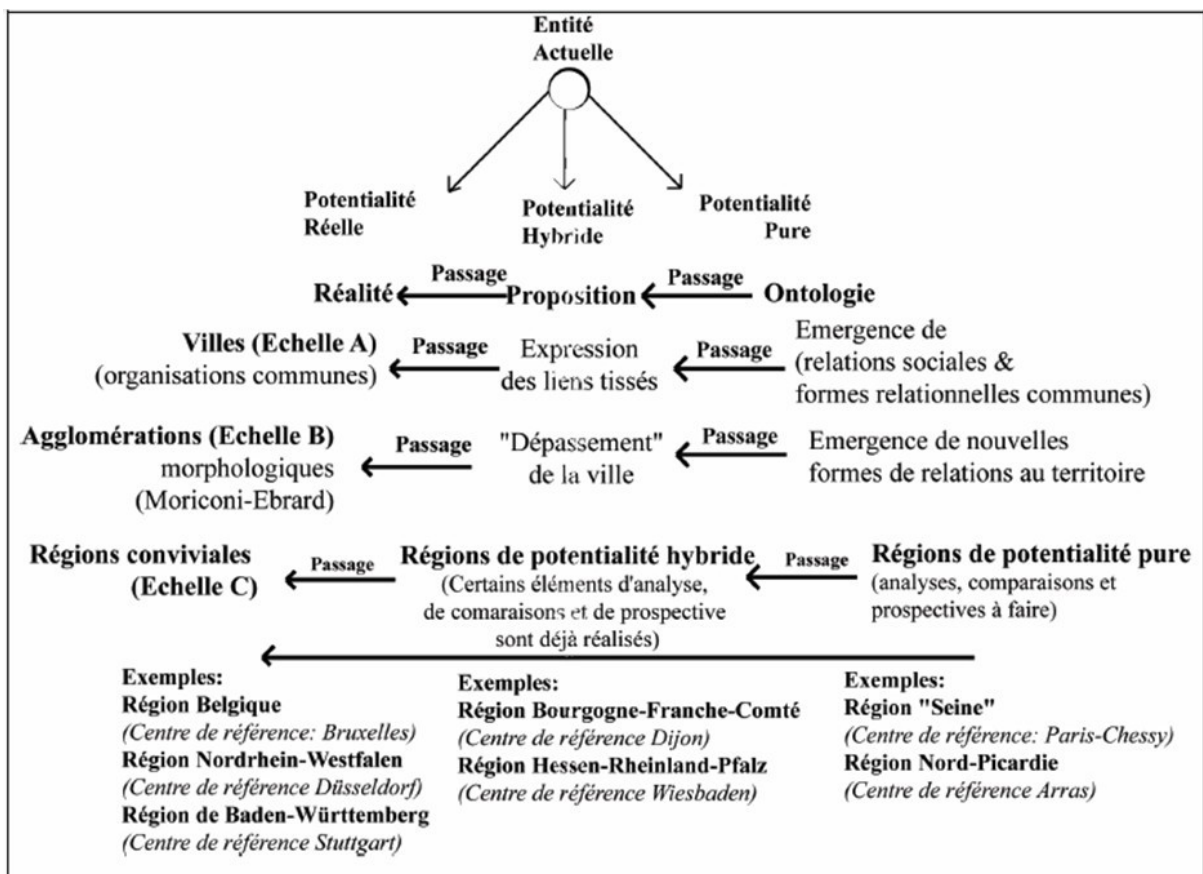 Entité
Actuelle
Potentialité
Réelle
Potentialité
Hybride
Potentialité
Pure
Réalité Passage Proposition Passage Ontologie
Villes (Echelle A)
(organisations communes)
Passage
Expression
des liens tissés
Passage
Emergence de
(relations sociales &
formes relationnelles communes)
Agglomérations (Echelle B)
morphologiques
(Moriconi-Ebrard)
Passage
"Dépassement"
de la ville
Passage
Emergence de nouvelles
formes de relations au territoire
Régions conviviales
(Echelle C)
Passage
Régions de potentialité hybride
(Certains éléments d'analyse,
de comaraisons et de prospective
sont déjà réalisés)
Passage
Régions de potentialité pure
(analyses, comparaisons et
prospectives à faire)
Exemples:
Région Belgique
(Centre de référence: Bruxelles)
Région Nordrhein-Westfalen
(Centre de référence Düsseldorf)
Région de Baden-Württemberg
(Centre de référence Stuttgart)
Exemples:
Région Bourgogne-Franche-Comté
(Centre de référence Dijon)
Région Hessen-Rheinland-Pfalz
(Centre de référence Wiesbaden)
Exemples:
Région "Seine"
(Centre de référence: Paris-Chessy)
Région Nord-Picardie
(Centre de référence Arras)